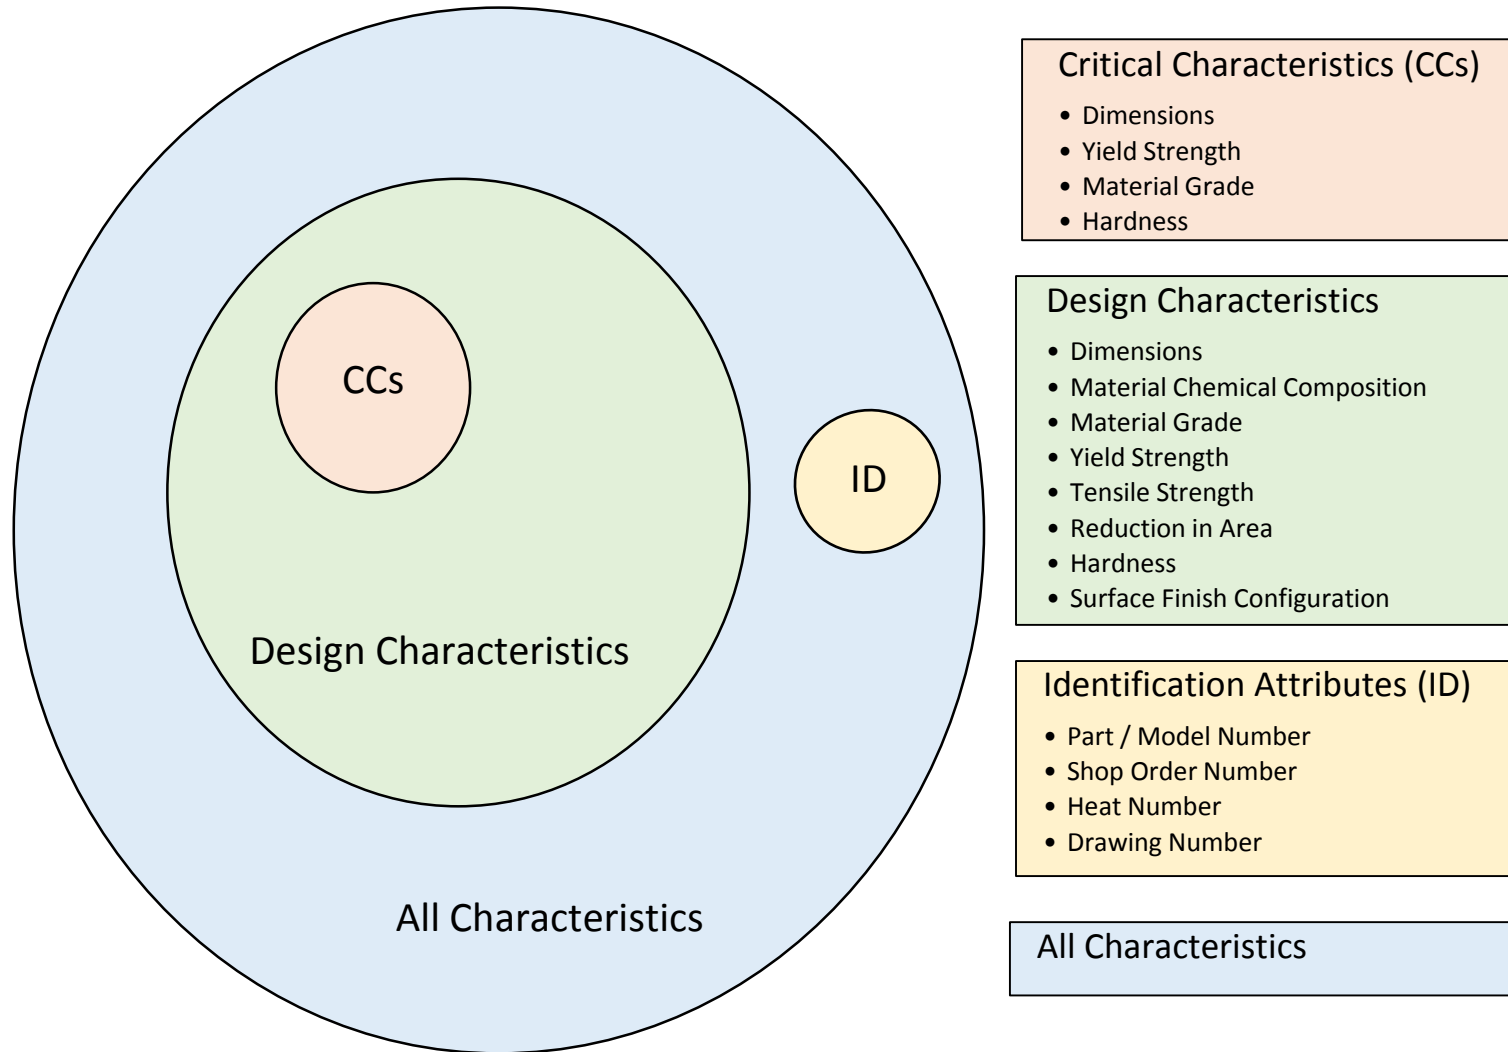 CCs
ID
Design Characteristics
All Characteristics
Critical Characteristics (CCs)
• Dimensions
• Yield Strength
• Material Grade
• Hardness
Design Characteristics
• Dimensions
• Material Chemical Composition
• Material Grade
• Yield Strength
• Tensile Strength
• Reduction in Area
• Hardness
• Surface Finish Configuration
Identification Attributes (ID)
• Part / Model Number
• Shop Order Number
• Heat Number
• Drawing Number
All Characteristics